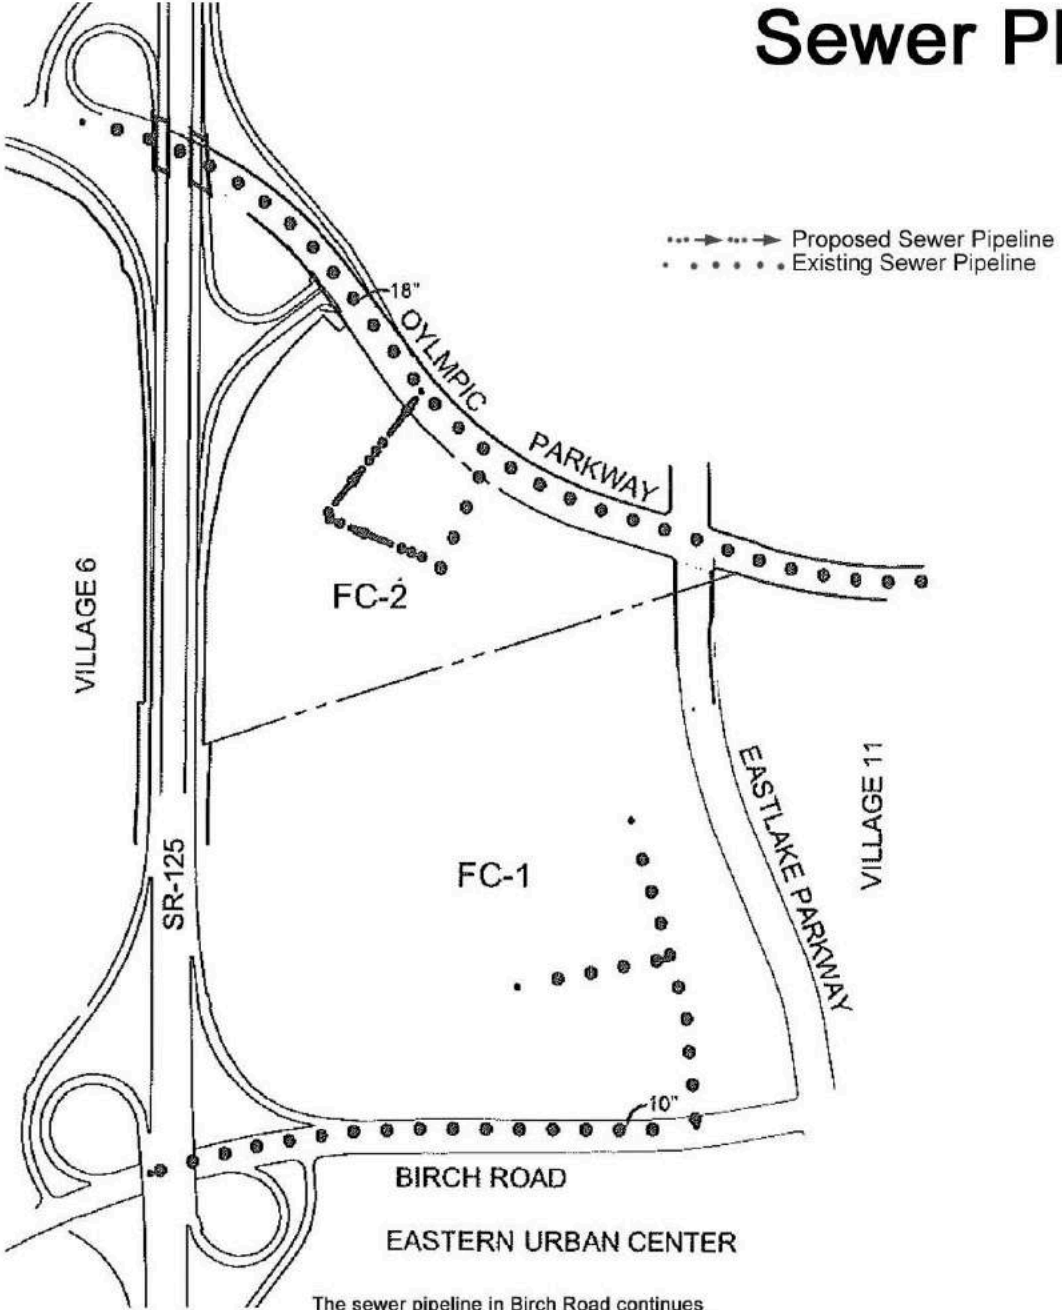 Sewer Pl
Proposed Sewer Pipeline
Existing Sewer Pipeline
18"
OYLMPIC
PARKWAY
VILLAGE 6
FC-2
VILLAGE 11
EASTLAKE PARKWAY
FC-1
SR-125
10"
BIRCH ROAD
EASTERN URBAN CENTER
The sewer pipeline in Birch Road continues